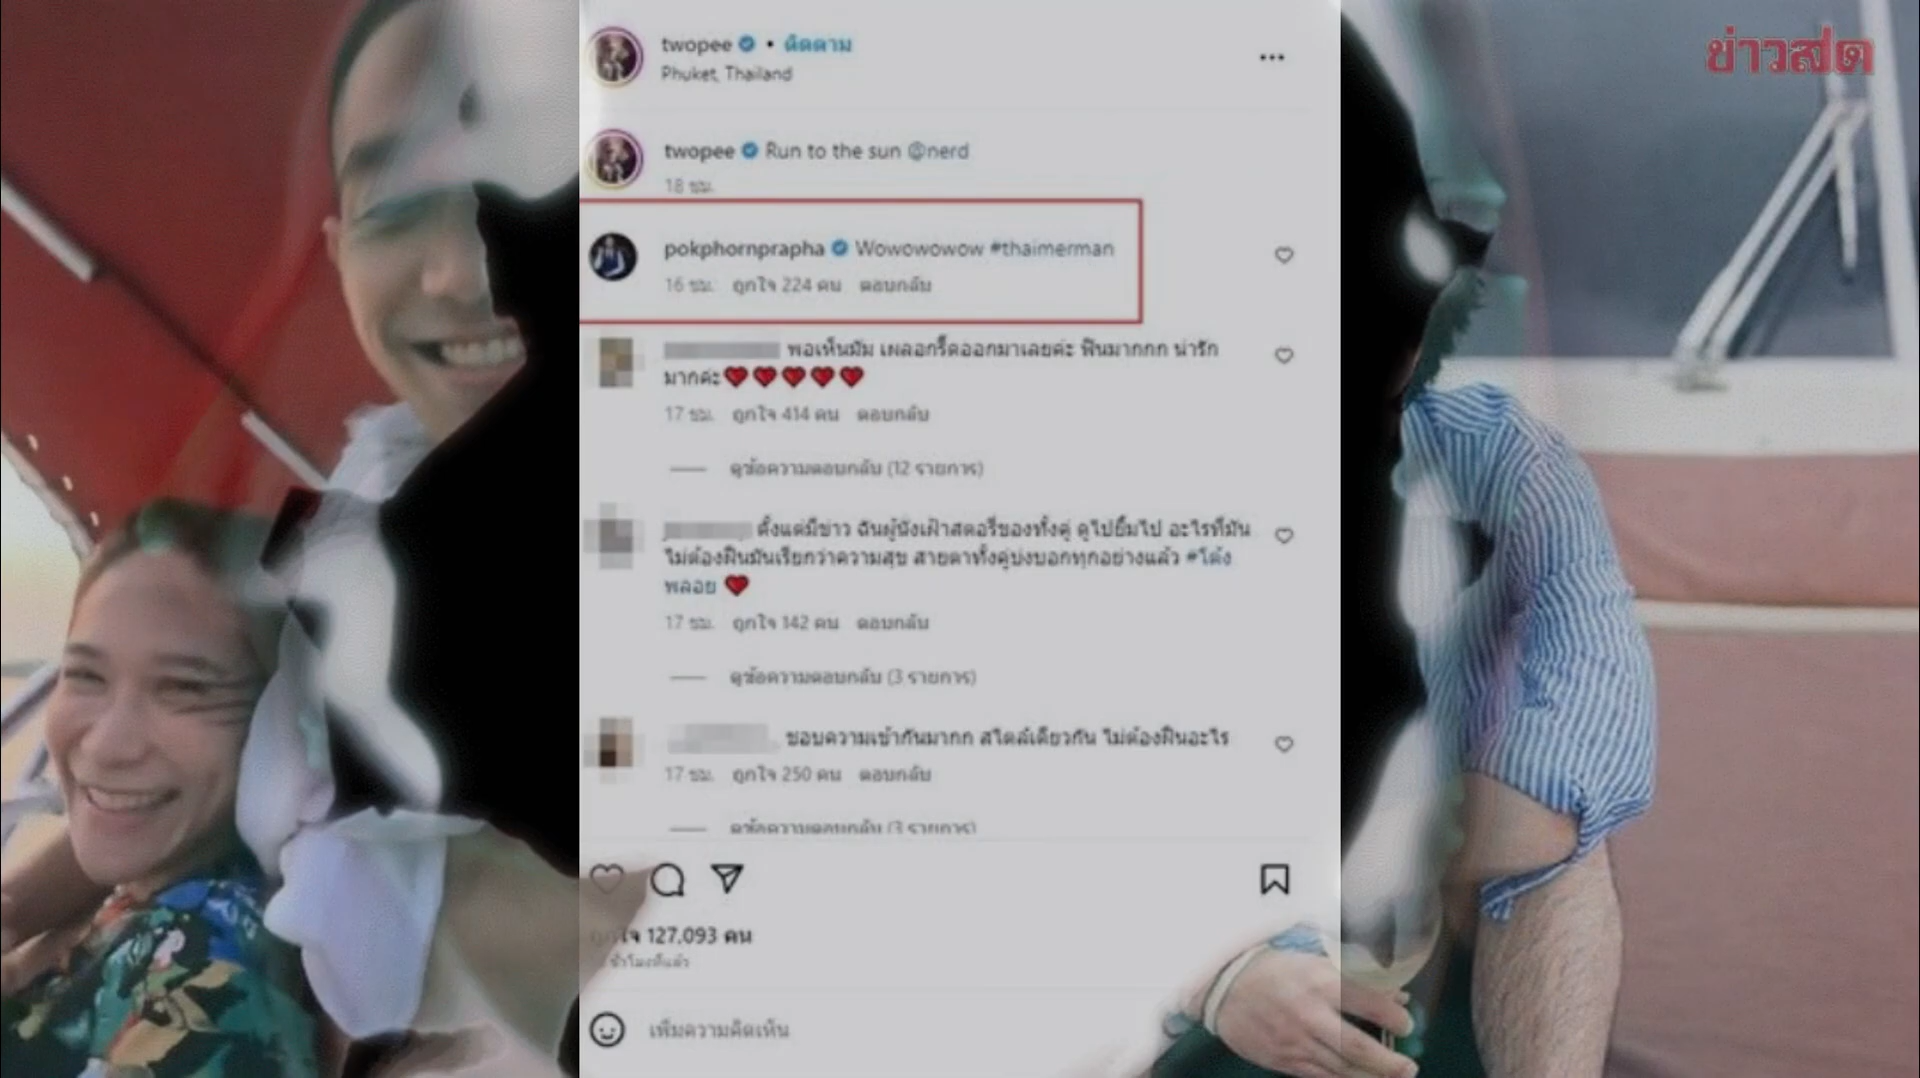 ข่าวสด
twopee • ติดตาม
Phuket, Thailand
twopee Run to the sun @nerd
18 ชม.
pokphornprapha Wowowowow #thaimerman
16 ชม. ถูกใจ 224 คน ตอบกลับ
พอเห็นมัม เผลอกรี๊ดออกมาเลยค่ะ ฟินมากกก น่ารัก
มากค่ะ❤️❤️❤️❤️❤️
17 ชม. ถูกใจ 414 คน ตอบกลับ
ดูข้อความตอบกลับ (12 รายการ)
ตั้งแต่มีข่าว ฉันผู้นั่งเฝ้าสตอรี่ของทั้งคู่ ดูไปยิ้มไป อะไรที่มัน
ไม่ต้องฝืนมันเรียกว่าความสุข สายตาทั้งคู่บ่งบอกทุกอย่างแล้ว #โต้ง
พลอย ❤️
17 ชม. ถูกใจ 142 คน ตอบกลับ
ดูข้อความตอบกลับ (3 รายการ)
ชอบความเข้ากันมากก สไตล์เดียวกัน ไม่ต้องฝืนอะไร
17 ชม. ถูกใจ 250 คน ตอบกลับ
ดูข้อความตอบกลับ (3 รายการ)
ถูกใจ 127,093 คน
ชั่วโมงที่แล้ว
เพิ่มความคิดเห็น